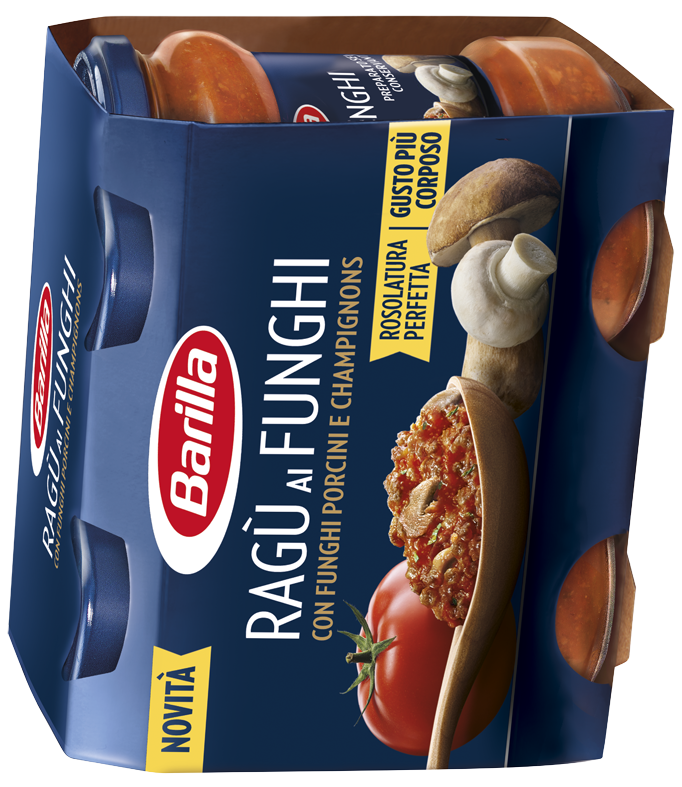 Barilla
RAGÙ AI FUNGHI
CON FUNGHI PORCINI E CHAMPIGNONS
ROSOLATURA PERFETTA
GUSTO PIÙ CORPOSO
NOVITÀ
Barilla
RAGÙ AI FUNGHI
CON FUNGHI PORCINI E CHAMPIGNONS